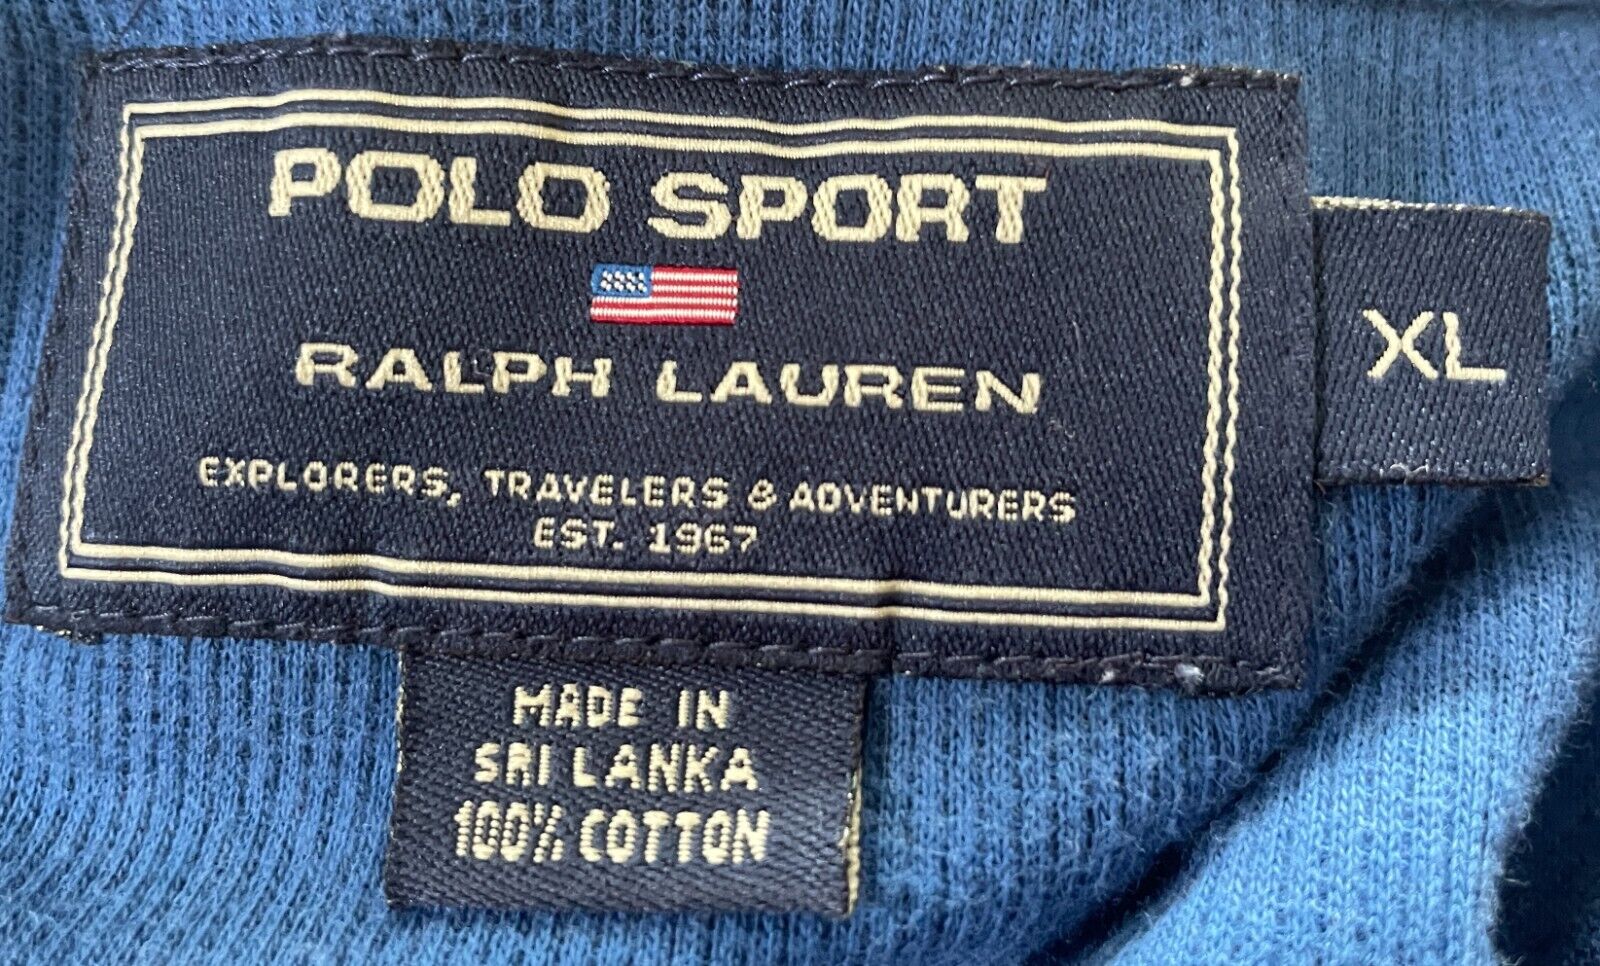 POLO SPORT
RALPH LAUREN
EXPLORERS, TRAVELERS & ADVENTURERS
EST. 1967
XL
MADE IN
SRI LANKA
100% COTTON